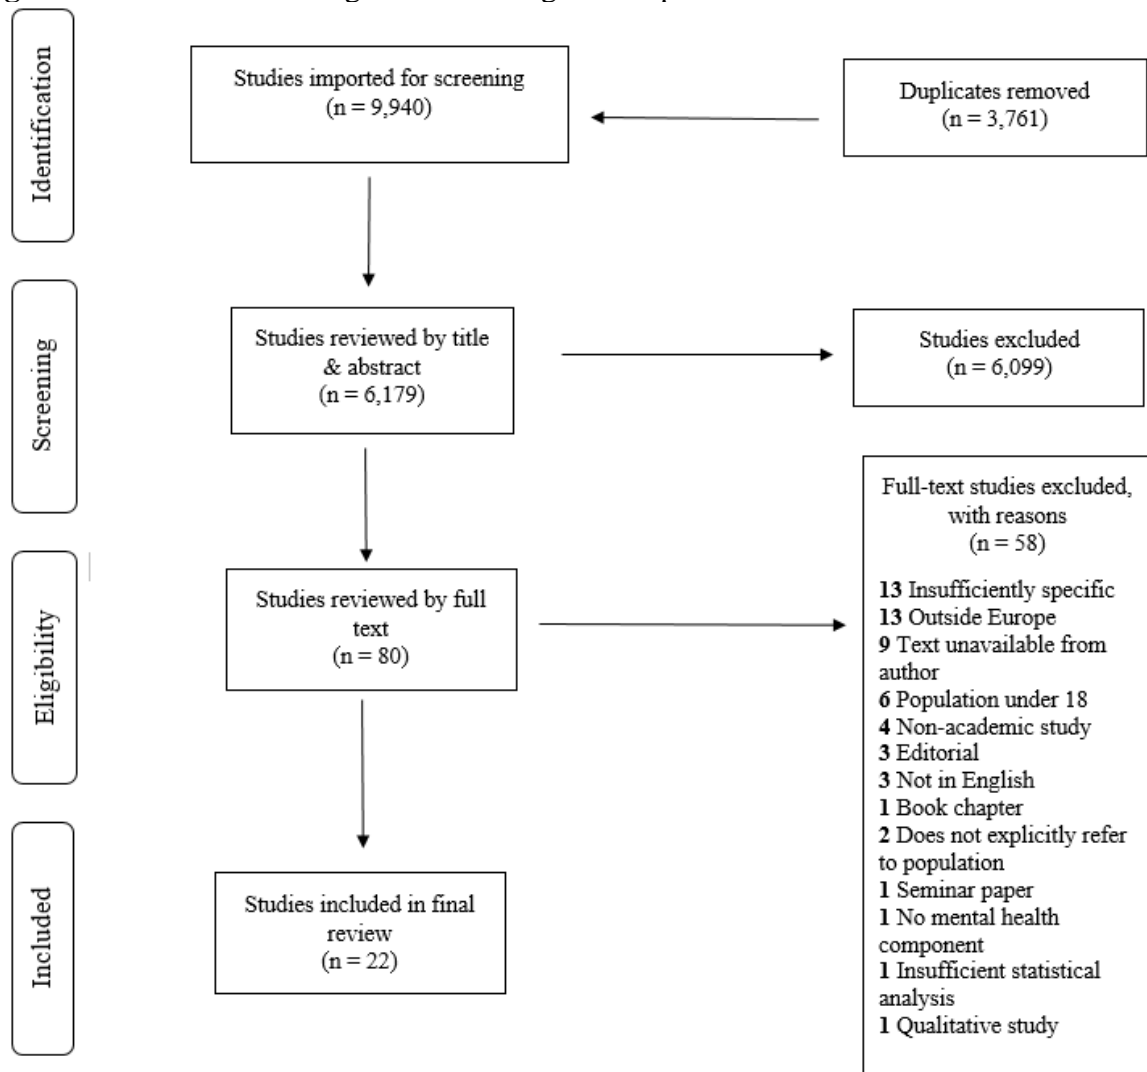 Identification
Studies imported for screening
(n = 9,940)
Duplicates removed
(n = 3,761)
Screening
Studies reviewed by title
& abstract
(n = 6,179)
Studies excluded
(n = 6,099)
Eligibility
Studies reviewed by full
text
(n = 80)
Full-text studies excluded,
with reasons
(n = 58)
13 Insufficiently specific
13 Outside Europe
9 Text unavailable from
author
6 Population under 18
4 Non-academic study
3 Editorial
3 Not in English
1 Book chapter
2 Does not explicitly refer
to population
1 Seminar paper
1 No mental health
component
1 Insufficient statistical
analysis
1 Qualitative study
Included
Studies included in final
review
(n = 22)